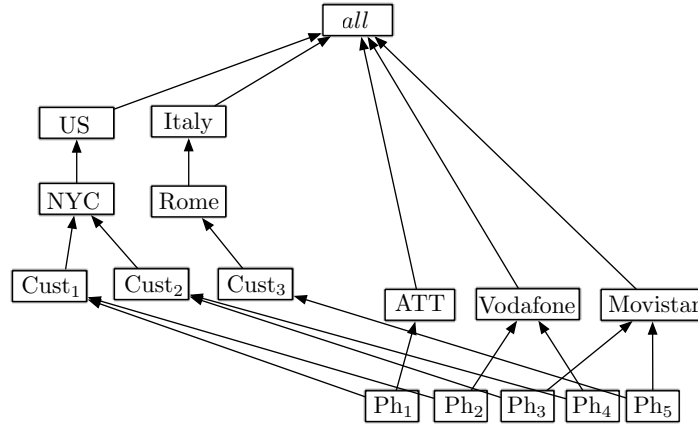 all
US
Italy
NYC
Rome
Cust₁
Cust₂
Cust₃
ATT
Vodafone
Movistar
Ph₁
Ph₂
Ph₃
Ph₄
Ph₅